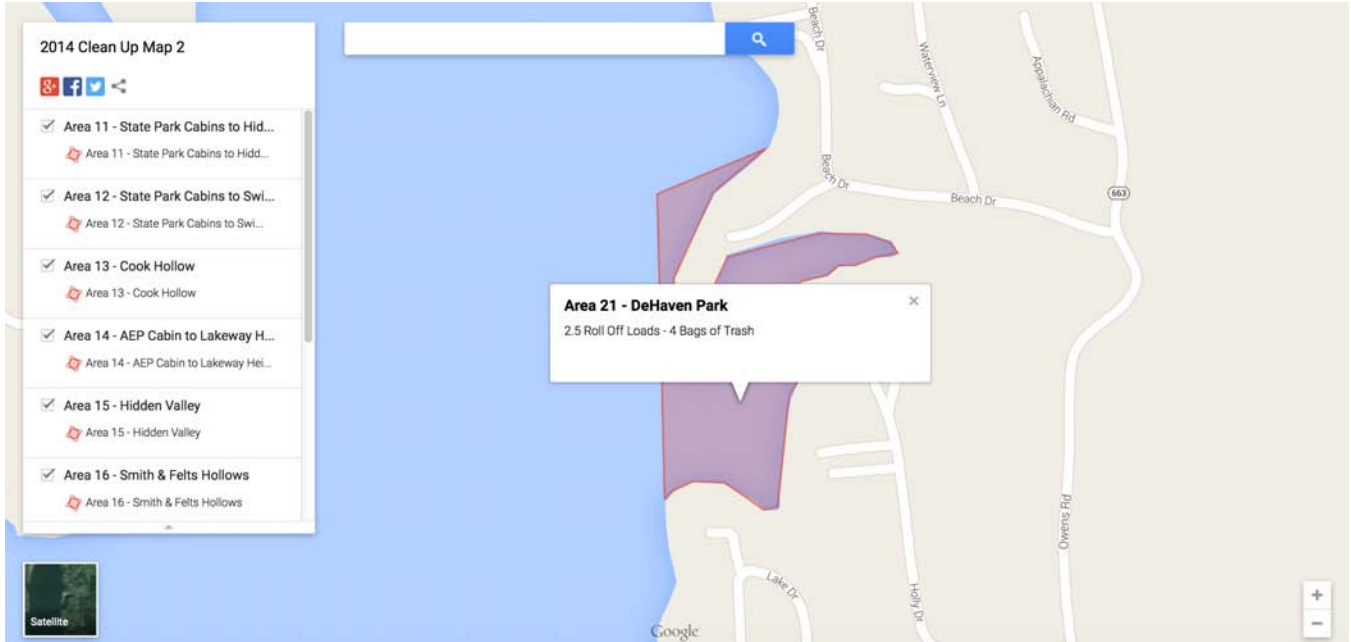 2014 Clean Up Map 2
Area 11 - State Park Cabins to Hid...
Area 11 - State Park Cabins to Hidd...
Area 12 - State Park Cabins to Swi...
Area 12 - State Park Cabins to Swi...
Area 13 - Cook Hollow
Area 13 - Cook Hollow
Area 14 - AEP Cabin to Lakeway H...
Area 14 - AEP Cabin to Lakeway Hei...
Area 15 - Hidden Valley
Area 15 - Hidden Valley
Area 16 - Smith & Felts Hollows
Area 16 - Smith & Felts Hollows
Satellite
Beach Dr
Waterview Ln
Appalachian Rd
Beach Dr
Beach Dr
663
Area 21 - DeHaven Park
2.5 Roll Off Loads - 4 Bags of Trash
Owens Rd
Lake Dr
Holly Dr
Google